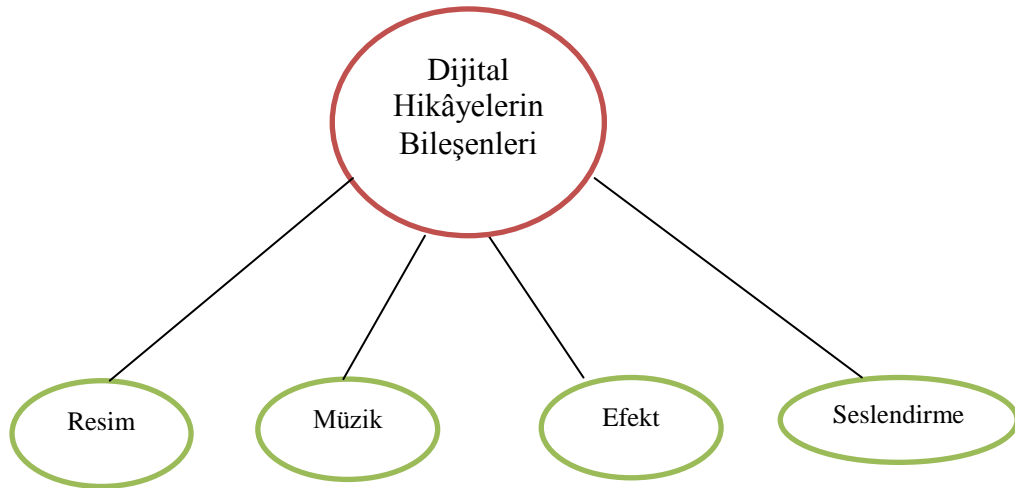 Dijital
Hikâyelerin
Bileşenleri
Resim
Müzik
Efekt
Seslendirme